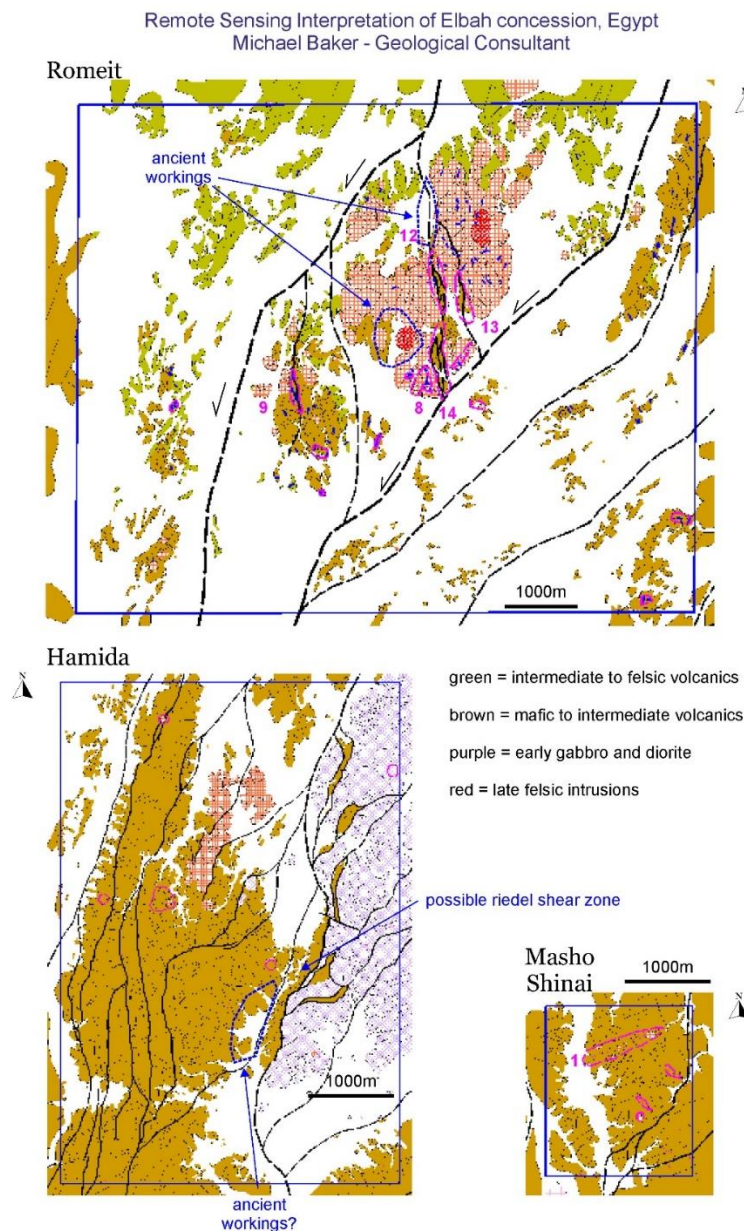 Remote Sensing Interpretation of Elbah concession, Egypt
Michael Baker - Geological Consultant
Romeit
ancient
workings
12
13
9
8
14
1000m
Hamida
N
green = intermediate to felsic volcanics
brown = mafic to intermediate volcanics
purple = early gabbro and diorite
red = late felsic intrusions
possible riedel shear zone
Masho
Shinai
1000m
1
1000m
ancient
workings?